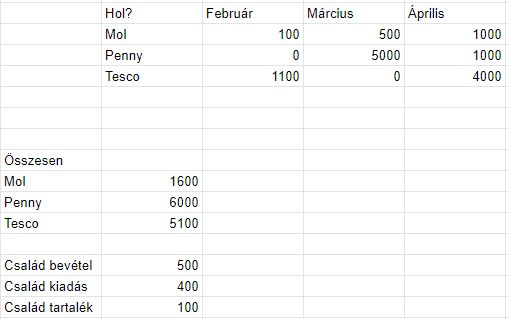 Hol? Február Március Április
Mol 100 500 1000
Penny 0 5000 1000
Tesco 1100 0 4000
Összesen
Mol 1600
Penny 6000
Tesco 5100
Család bevétel 500
Család kiadás 400
Család tartalék 100